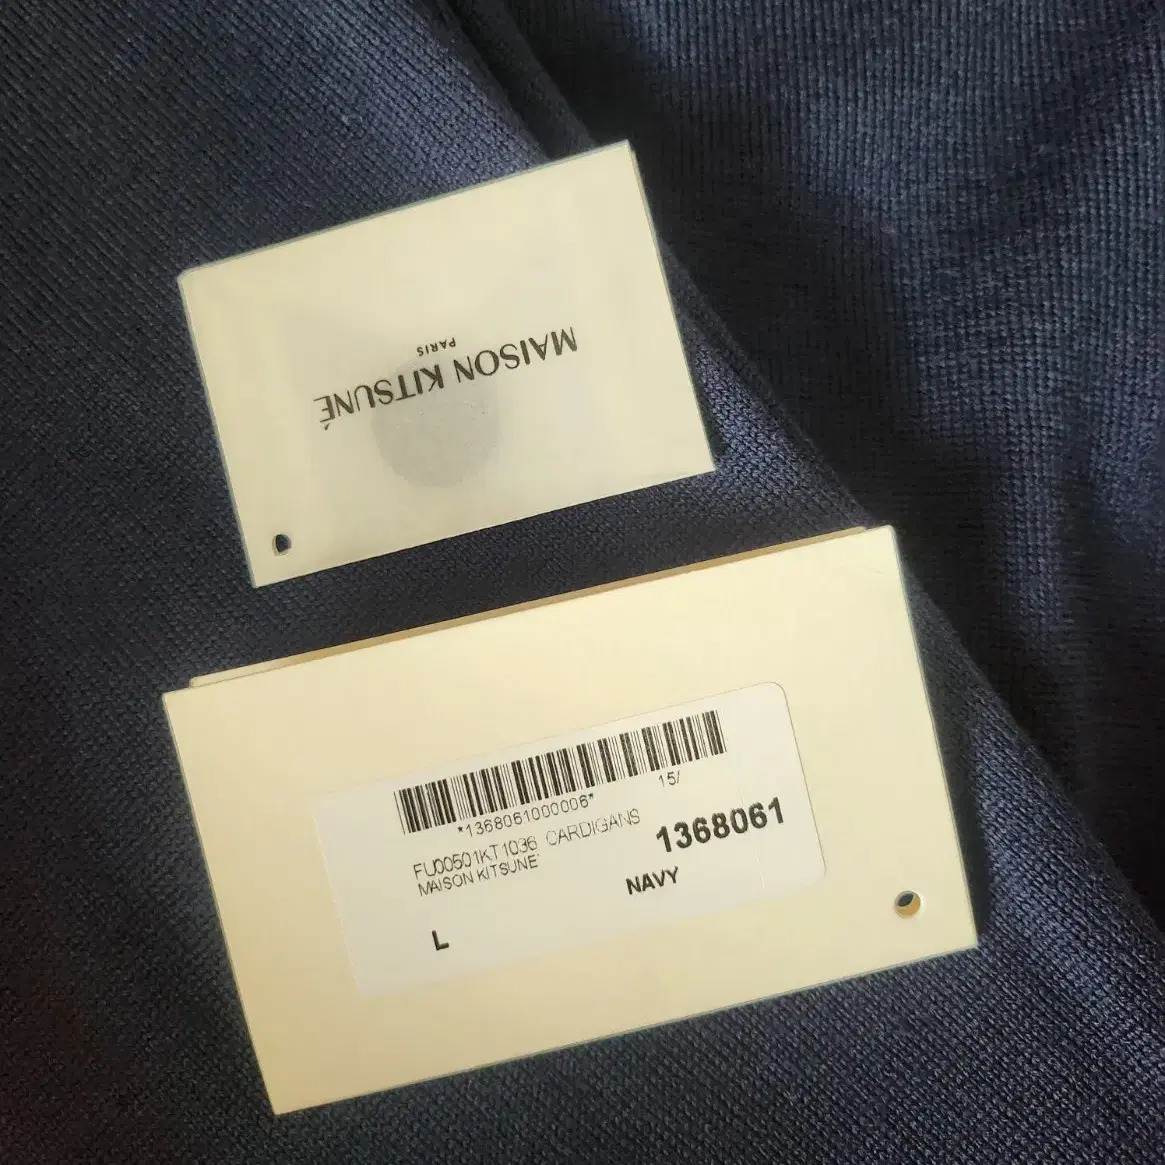 MAISON KITSUNÉ
PARIS
*1368061000006*
15/
FU00501KT1036 CARDIGANS
MAISON KITSUNE'
1368061
NAVY
L